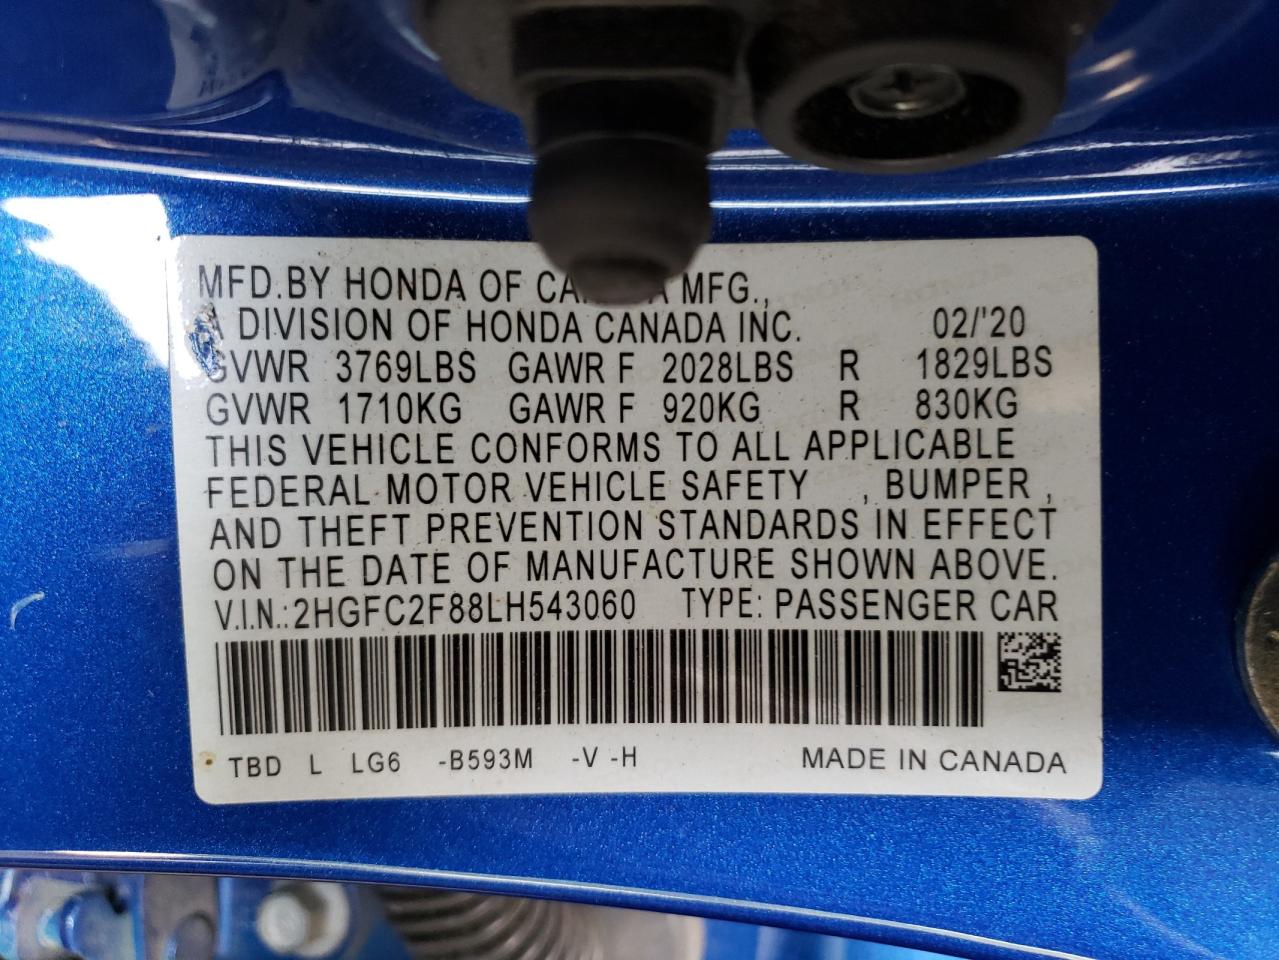 MFD.BY HONDA OF MFG.,
A DIVISION OF HONDA CANADA INC. 02/'20
GVWR 3769LBS GAWR F 2028LBS R 1829LBS
GVWR 1710KG GAWR F 920KG R 830KG
THIS VEHICLE CONFORMS TO ALL APPLICABLE
FEDERAL MOTOR VEHICLE SAFETY , BUMPER ,
AND THEFT PREVENTION STANDARDS IN EFFECT
ON THE DATE OF MANUFACTURE SHOWN ABOVE.
V.I.N.:2HGFC2F88LH543060 TYPE: PASSENGER CAR
TBD L LG6 -B593M -V -H MADE IN CANADA